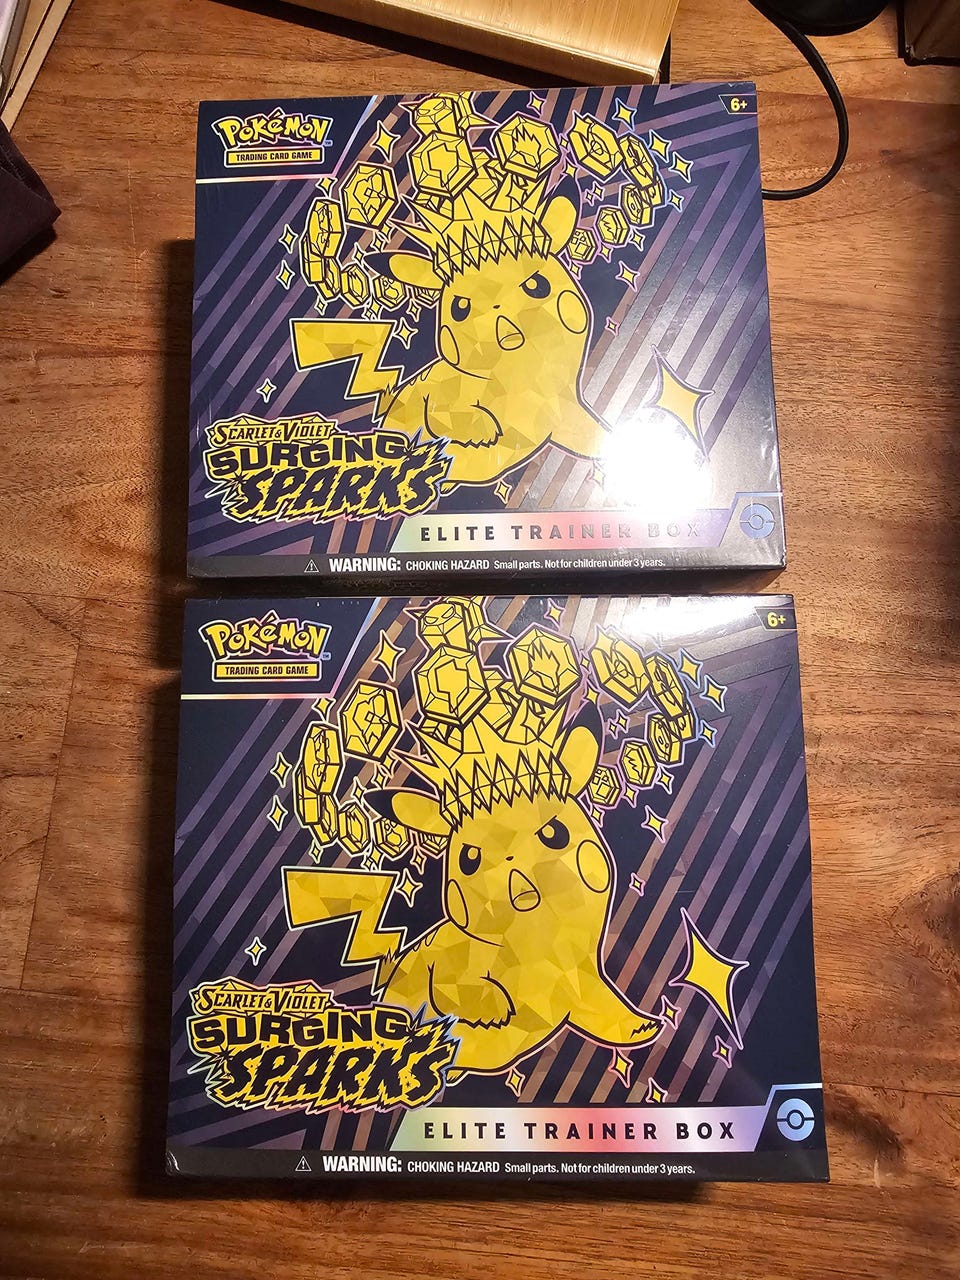 POKéMON
TRADING CARD GAME
6+
SCARLET & VIOLET
SURGING
SPARKS
ELITE TRAINER BOX
WARNING: CHOKING HAZARD Small parts. Not for children under 3 years.
POKéMON
TRADING CARD GAME
6+
SCARLET & VIOLET
SURGING
SPARKS
ELITE TRAINER BOX
WARNING: CHOKING HAZARD Small parts. Not for children under 3 years.